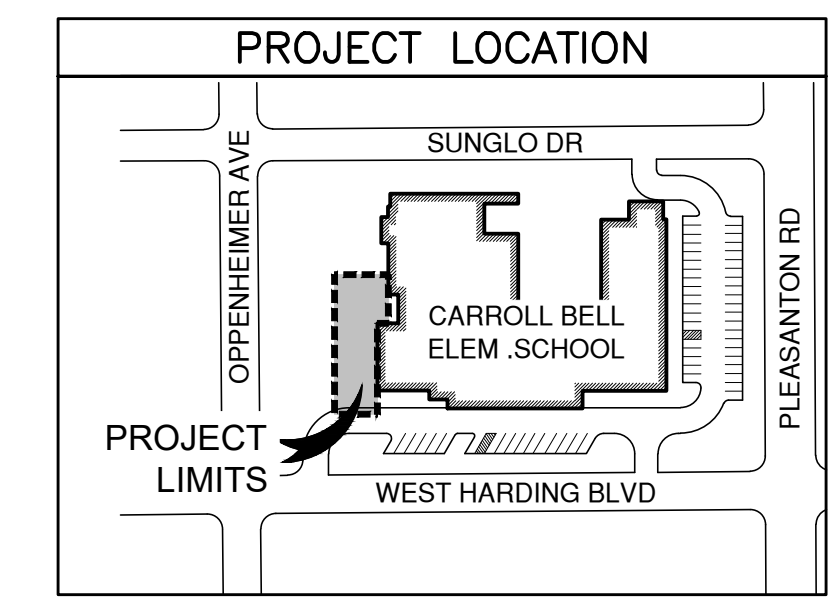 PROJECT LOCATION
SUNGLO DR
OPPENHEIMER AVE
PLEASANTON RD
CARROLL BELL
ELEM .SCHOOL
PROJECT
LIMITS
WEST HARDING BLVD